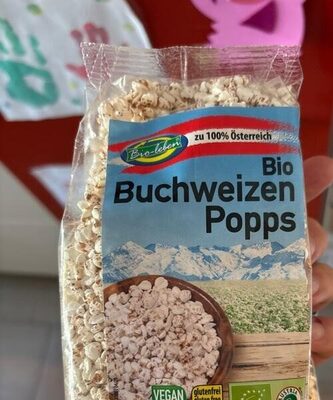 zu 100% Österreich
Bio-leben
Bio
Buchweizen
Popps
VEGAN
glutenfrei